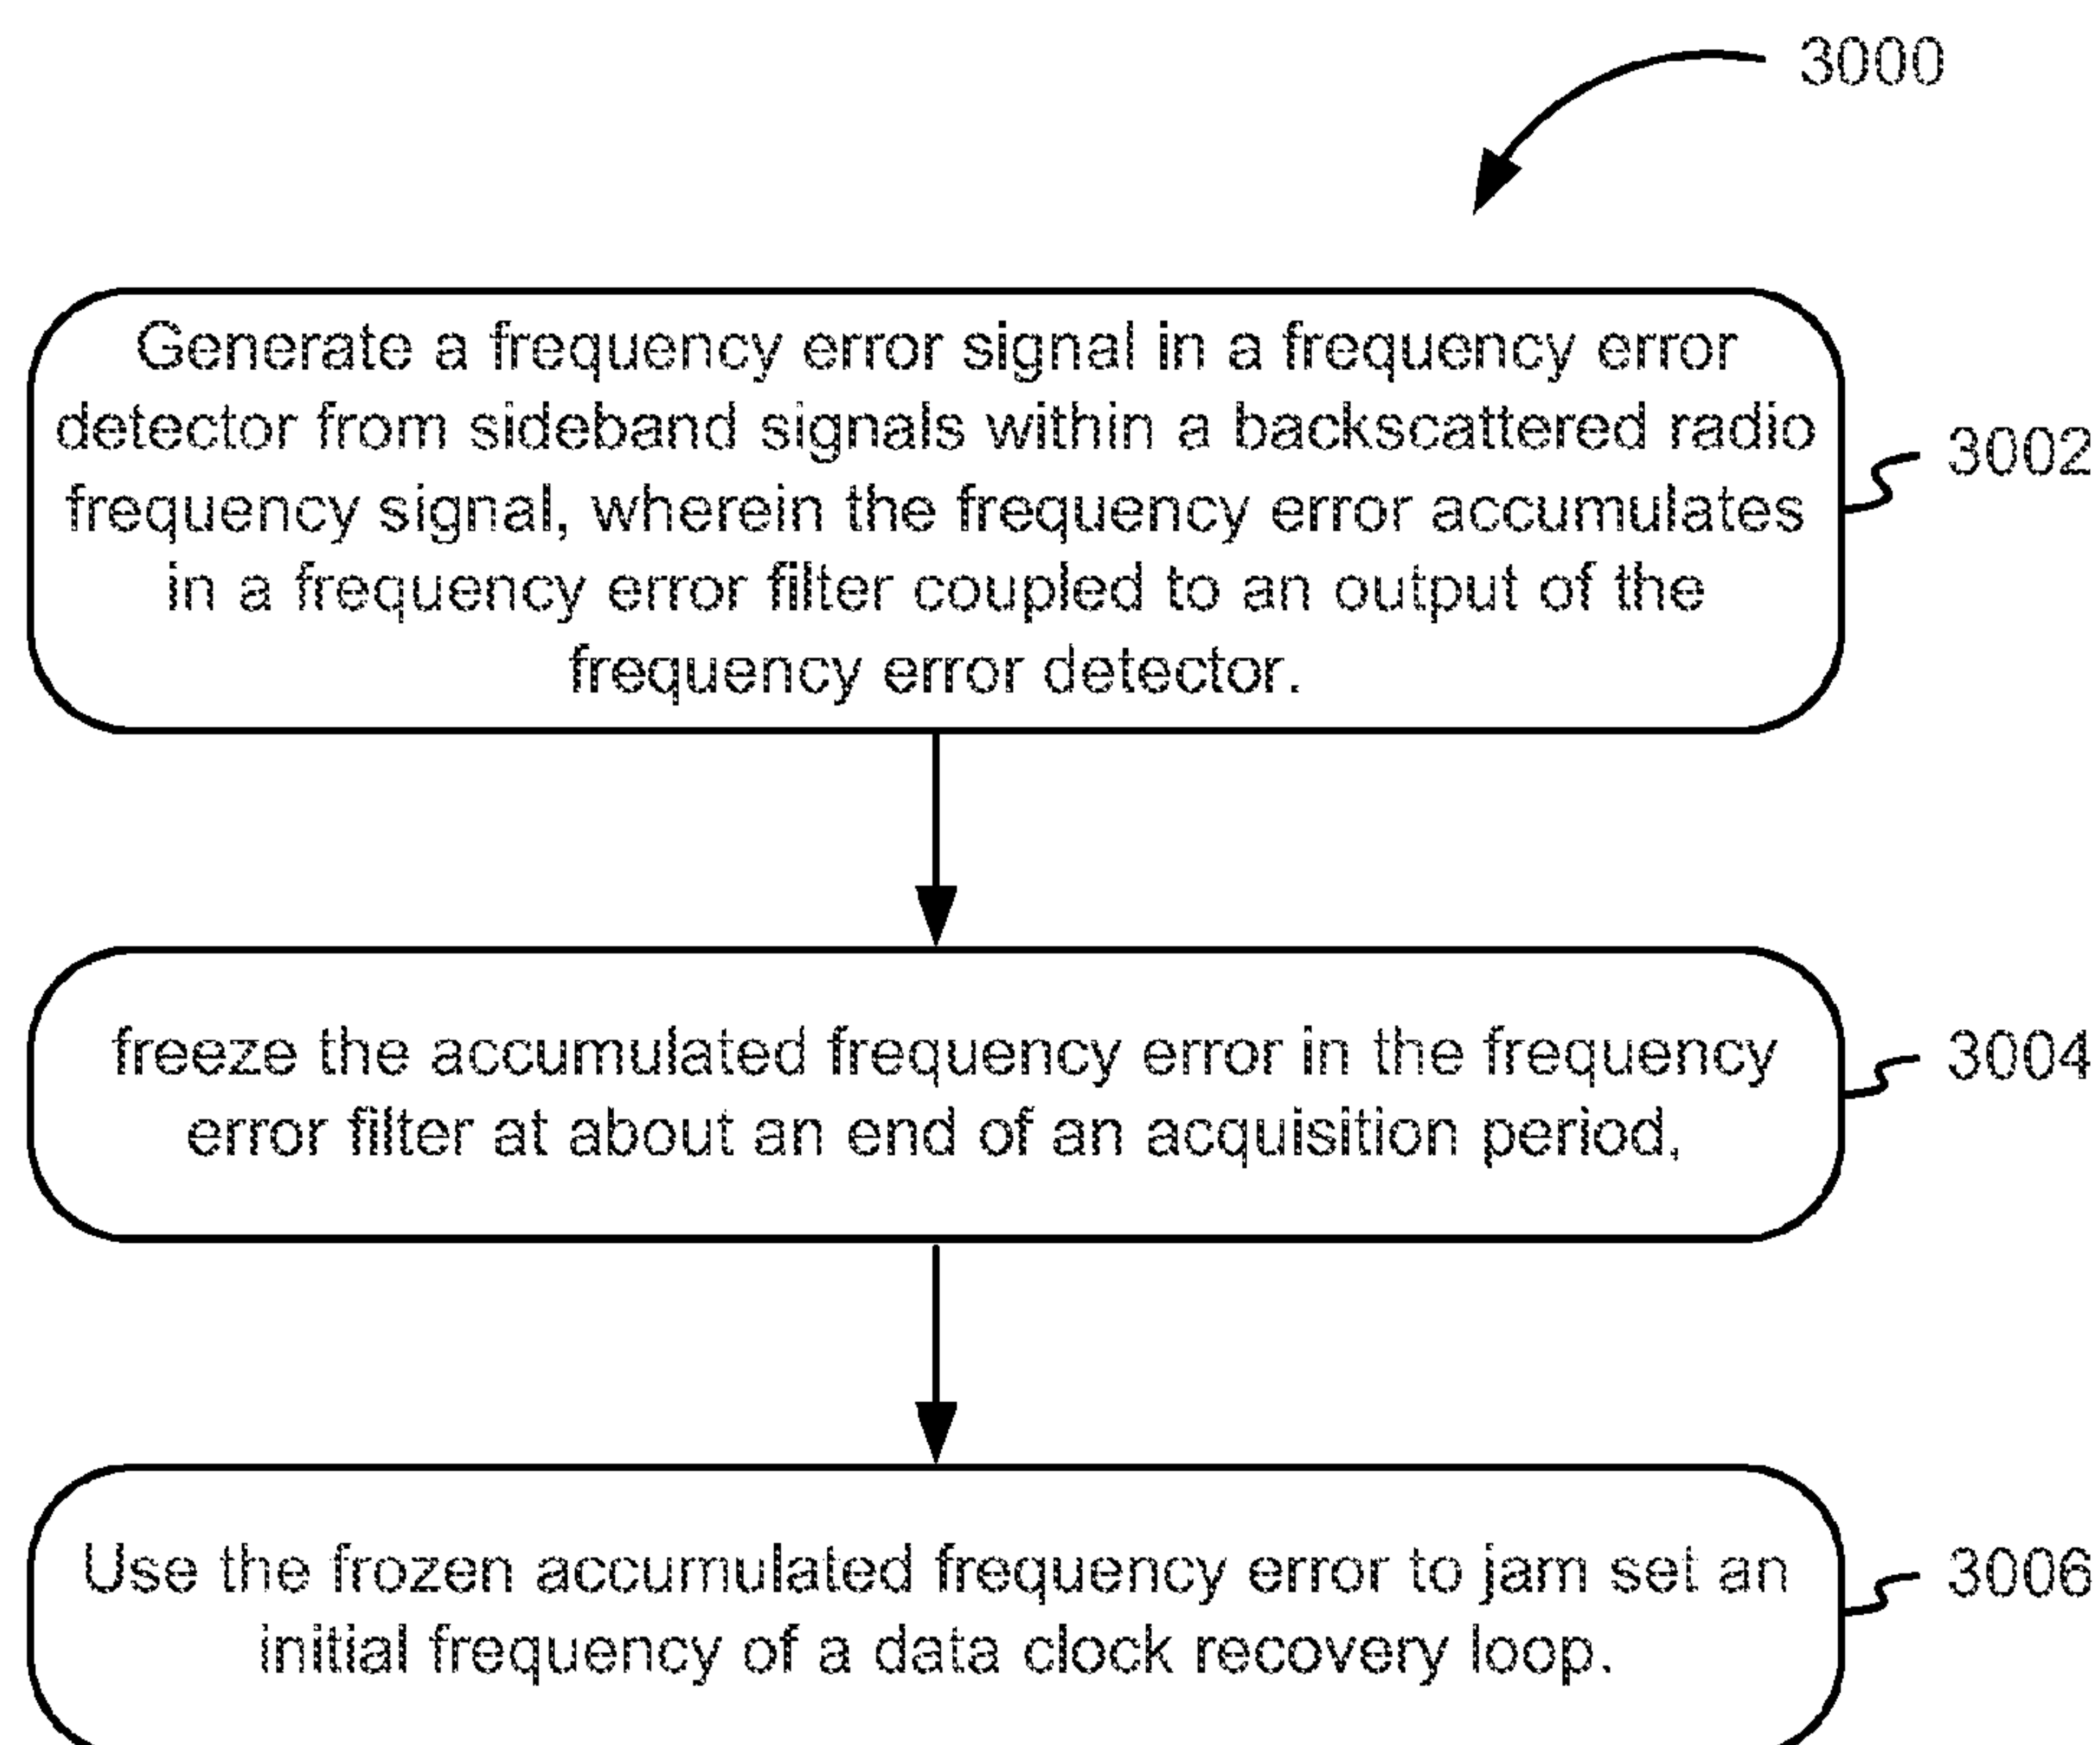 3000
Generate a frequency error signal in a frequency error
detector from sideband signals within a backscattered radio
frequency signal, wherein the frequency error accumulates
in a frequency error filter coupled to an output of the
frequency error detector.
3002
freeze the accumulated frequency error in the frequency
error filter at about an end of an acquisition period,
3004
Use the frozen accumulated frequency error to jam set an
initial frequency of a data clock recovery loop.
3006